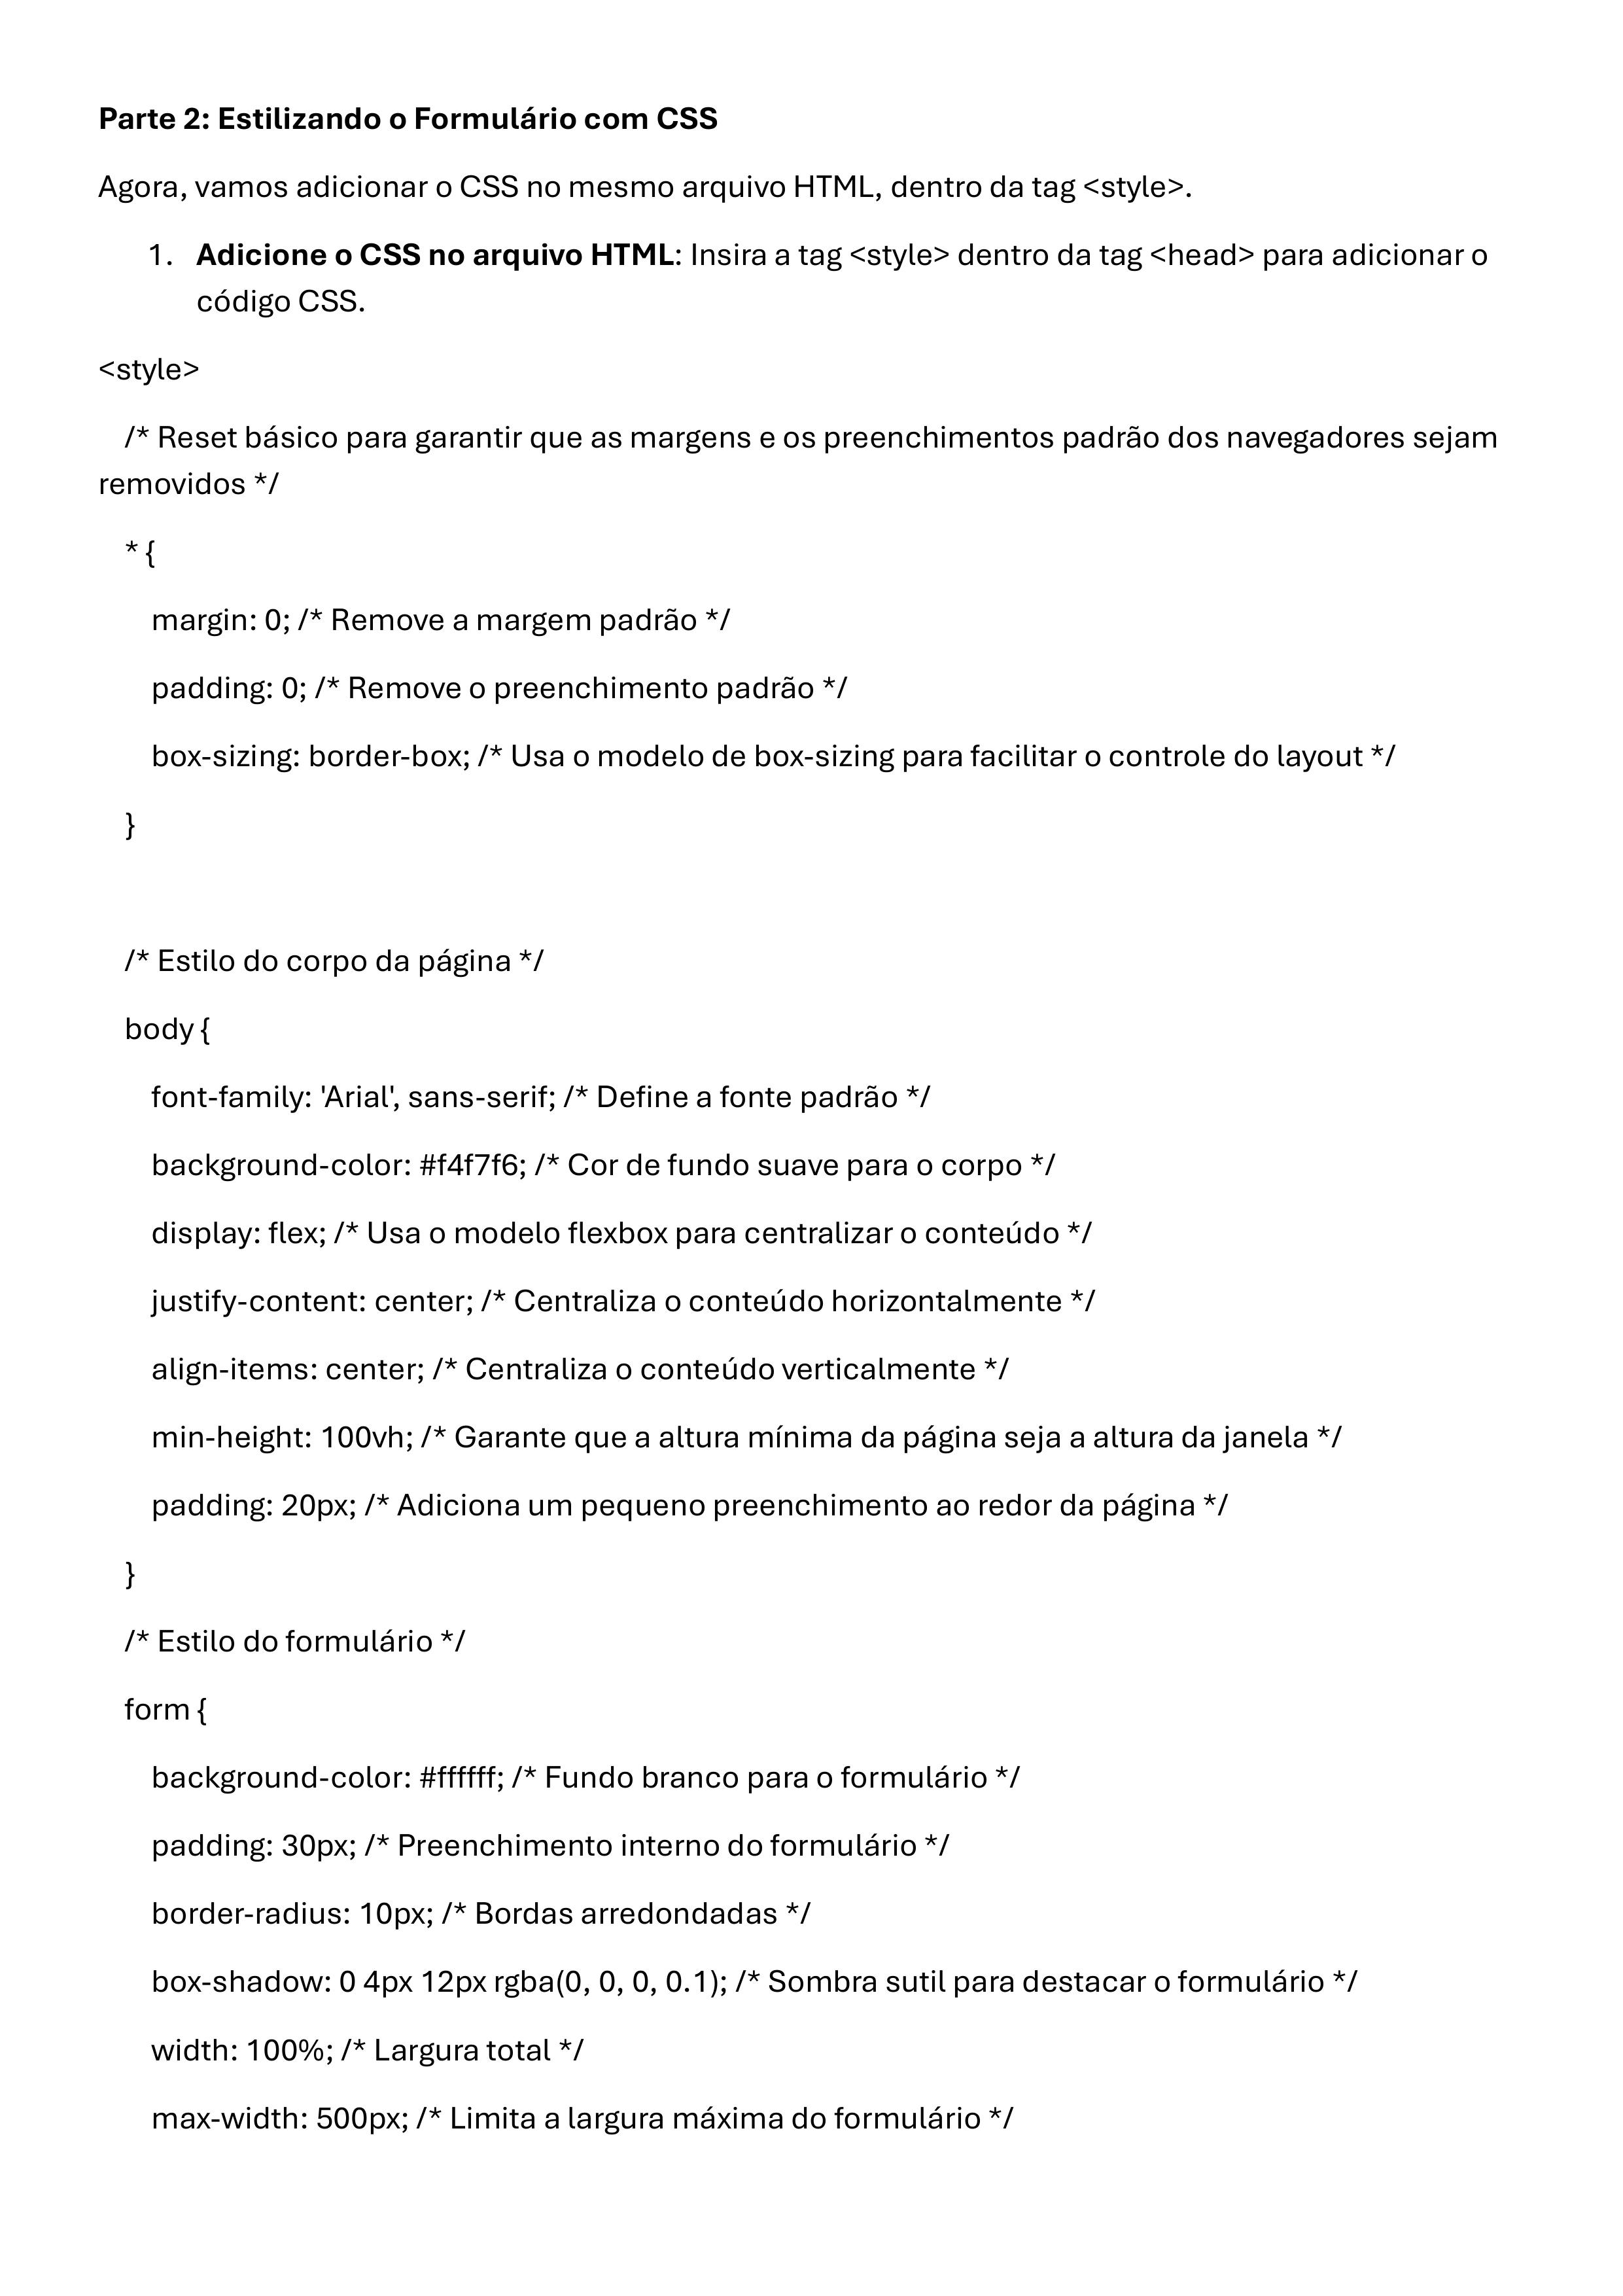 Parte 2: Estilizando o Formulário com CSS
Agora, vamos adicionar o CSS no mesmo arquivo HTML, dentro da tag <style>.
1. Adicione o CSS no arquivo HTML: Insira a tag <style> dentro da tag <head> para adicionar o
código CSS.
<style>
/* Reset básico para garantir que as margens e os preenchimentos padrão dos navegadores sejam
removidos */
* {
margin: 0; /* Remove a margem padrão */
padding: 0; /* Remove o preenchimento padrão */
box-sizing: border-box; /* Usa o modelo de box-sizing para facilitar o controle do layout */
}
/* Estilo do corpo da página */
body {
font-family: 'Arial', sans-serif; /* Define a fonte padrão */
background-color: #f4f7f6; /* Cor de fundo suave para o corpo */
display: flex; /* Usa o modelo flexbox para centralizar o conteúdo */
justify-content: center; /* Centraliza o conteúdo horizontalmente */
align-items: center; /* Centraliza o conteúdo verticalmente */
min-height: 100vh; /* Garante que a altura mínima da página seja a altura da janela */
padding: 20px; /* Adiciona um pequeno preenchimento ao redor da página */
}
/* Estilo do formulário */
form {
background-color: #ffffff; /* Fundo branco para o formulário */
padding: 30px; /* Preenchimento interno do formulário */
border-radius: 10px; /* Bordas arredondadas */
box-shadow: 0 4px 12px rgba(0, 0, 0, 0.1); /* Sombra sutil para destacar o formulário */
width: 100%; /* Largura total */
max-width: 500px; /* Limita a largura máxima do formulário */